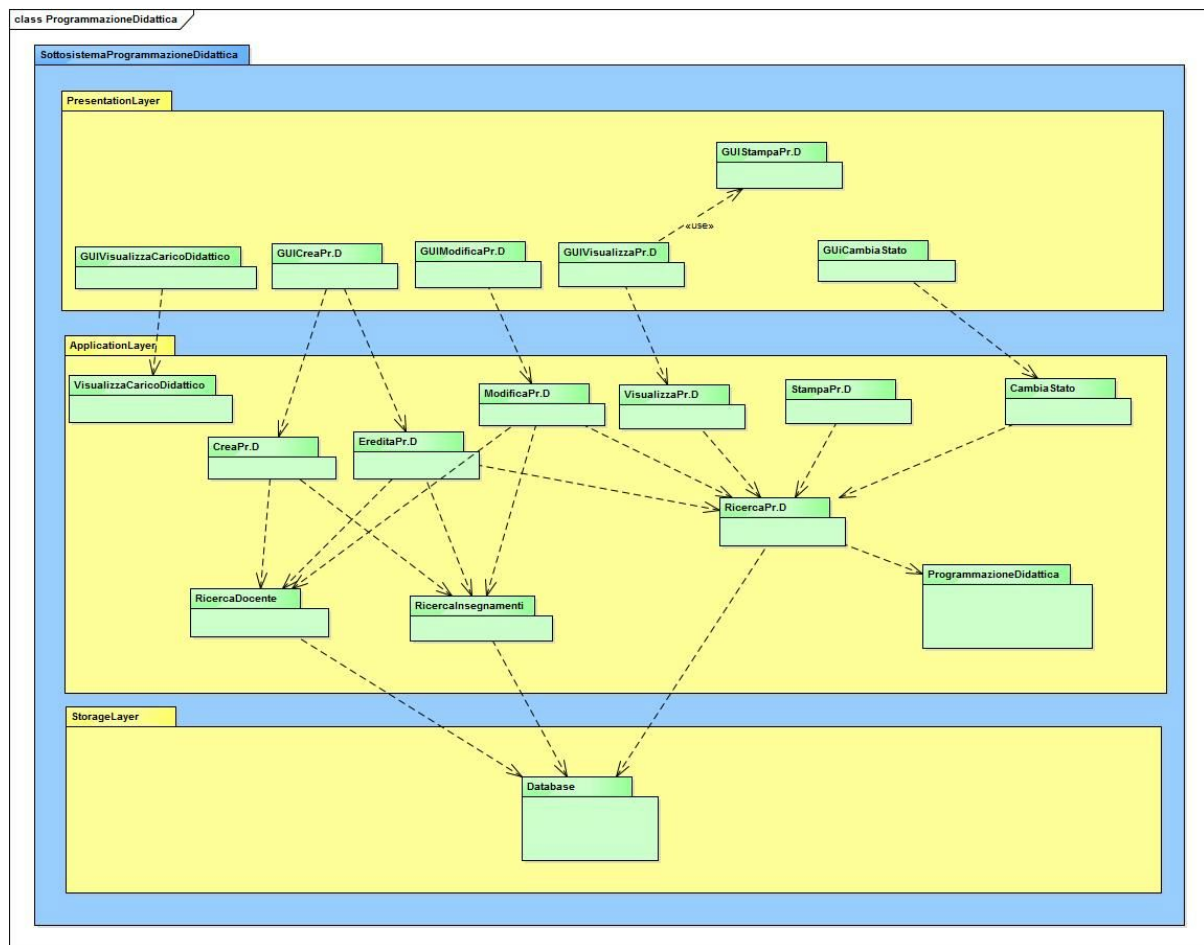 class ProgrammazioneDidattica
SottosistemaProgrammazioneDidattica
PresentationLayer
GUIStampaPr.D
«use»
GUIVisualizzaCaricoDidattico
GUICreaPr.D
GUIModificaPr.D
GUIVisualizzaPr.D
GUiCambiaStato
ApplicationLayer
VisualizzaCaricoDidattico
ModificaPr.D
VisualizzaPr.D
StampaPr.D
CambiaStato
CreaPr.D
EreditaPr.D
RicercaPr.D
ProgrammazioneDidattica
RicercaDocente
RicercaInsegnamenti
StorageLayer
Database